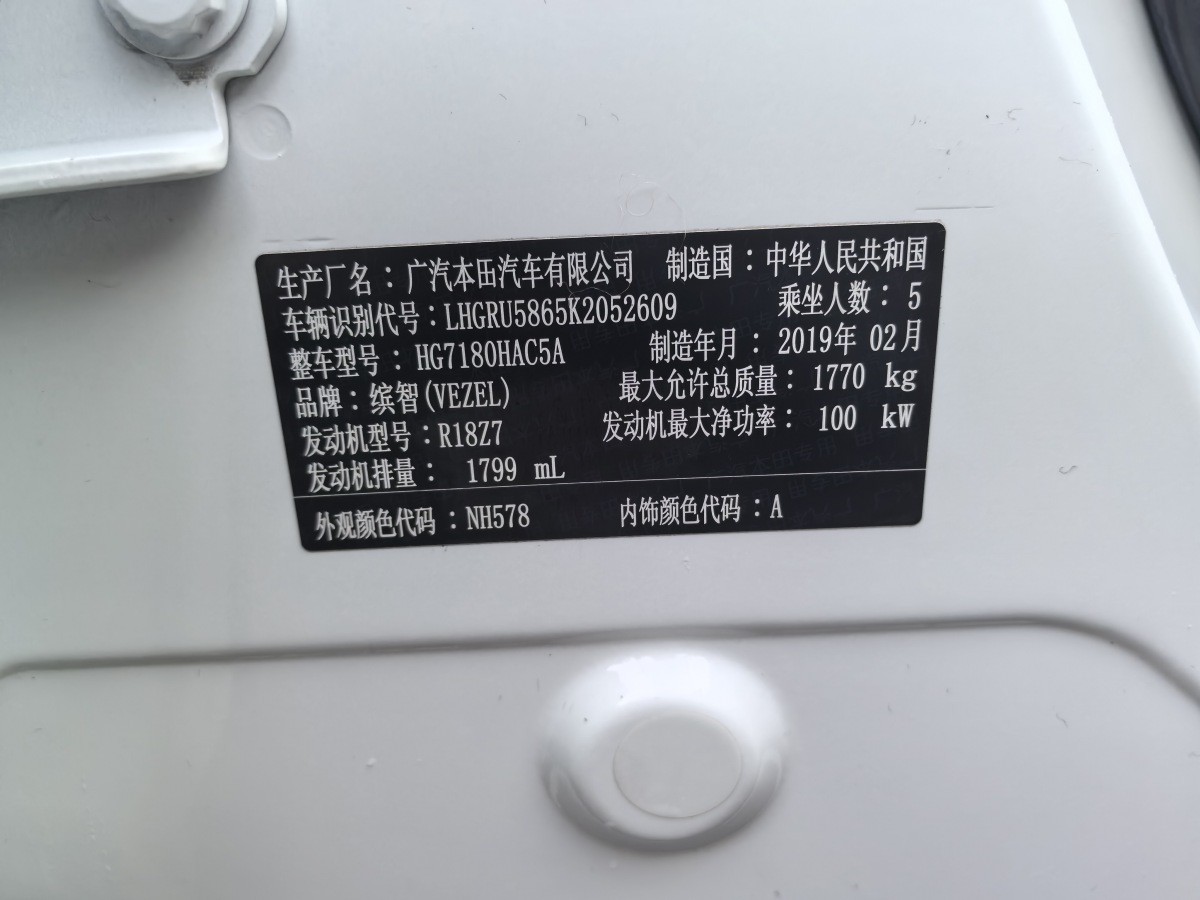 生产厂名：广汽本田汽车有限公司 制造国：中华人民共和国
车辆识别代号：LHGRU5865K2052609 乘坐人数：5
整车型号：HG7180HAC5A 制造年月：2019年 02月
品牌：缤智(VEZEL) 最大允许总质量：1770 kg
发动机型号：R18Z7 发动机最大净功率：100 kW
发动机排量：1799 mL
外观颜色代码：NH578 内饰颜色代码：A